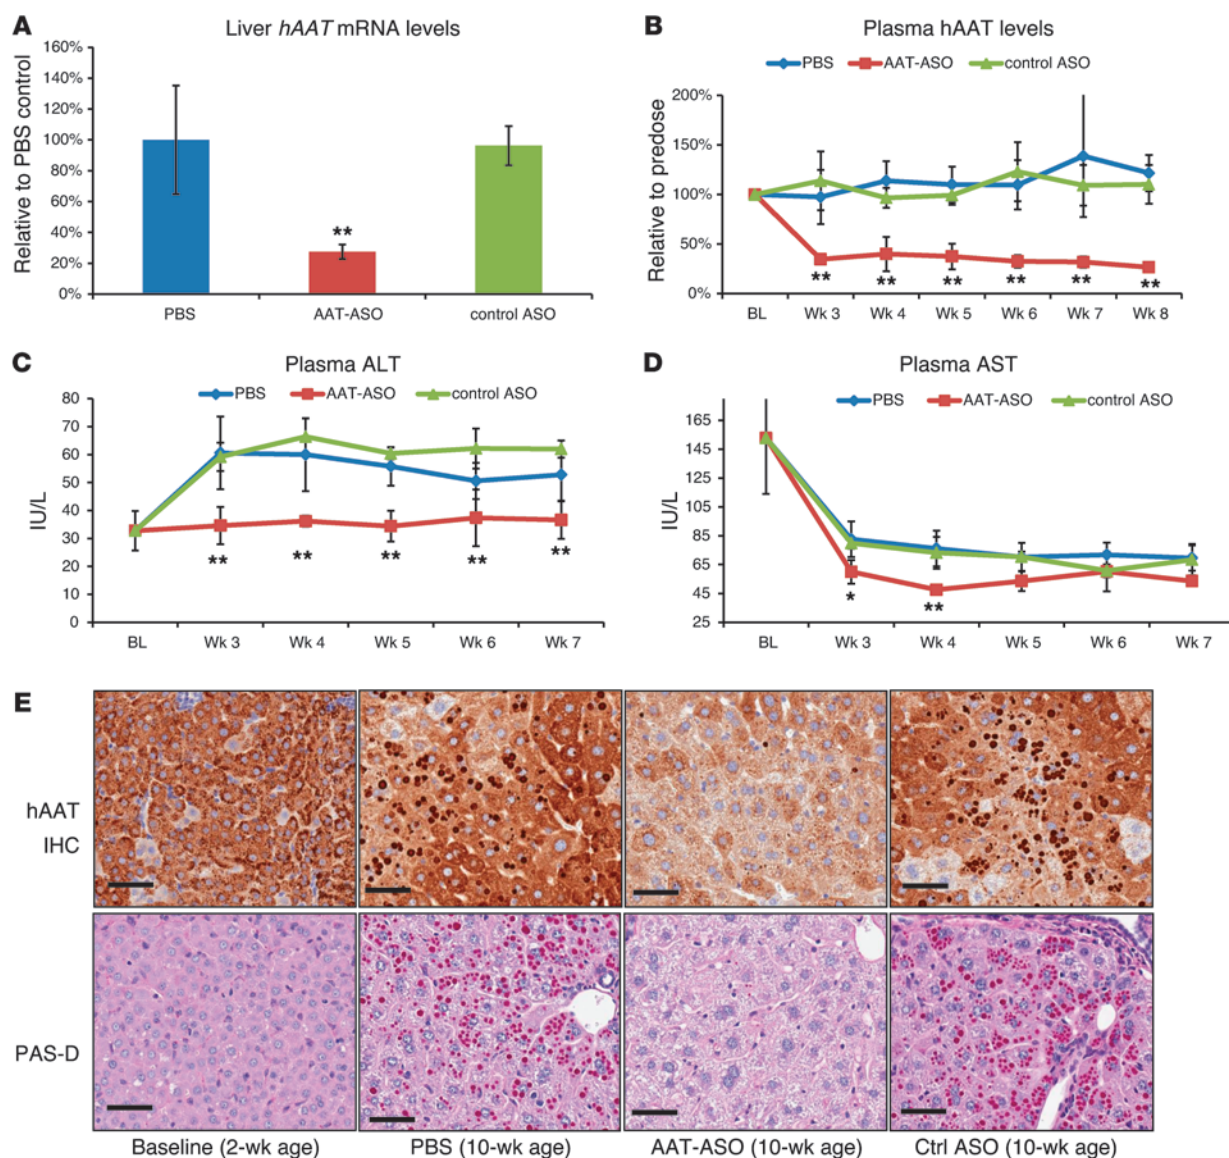 A
Liver hAAT mRNA levels
Relative to PBS control
160%
140%
120%
100%
80%
60%
40%
20%
0%
**
PBS
AAT-ASO
control ASO
B
Plasma hAAT levels
PBS
AAT-ASO
control ASO
Relative to predose
200%
150%
100%
50%
0%
** ** ** ** ** **
BL Wk 3 Wk 4 Wk 5 Wk 6 Wk 7 Wk 8
C
Plasma ALT
PBS
AAT-ASO
control ASO
IU/L
80
70
60
50
40
30
20
10
0
** ** ** ** **
BL Wk 3 Wk 4 Wk 5 Wk 6 Wk 7
D
Plasma AST
PBS
AAT-ASO
control ASO
IU/L
165
145
125
105
85
65
45
25
* **
BL Wk 3 Wk 4 Wk 5 Wk 6 Wk 7
E
hAAT
IHC
PAS-D
Baseline (2-wk age)
PBS (10-wk age)
AAT-ASO (10-wk age)
Ctrl ASO (10-wk age)